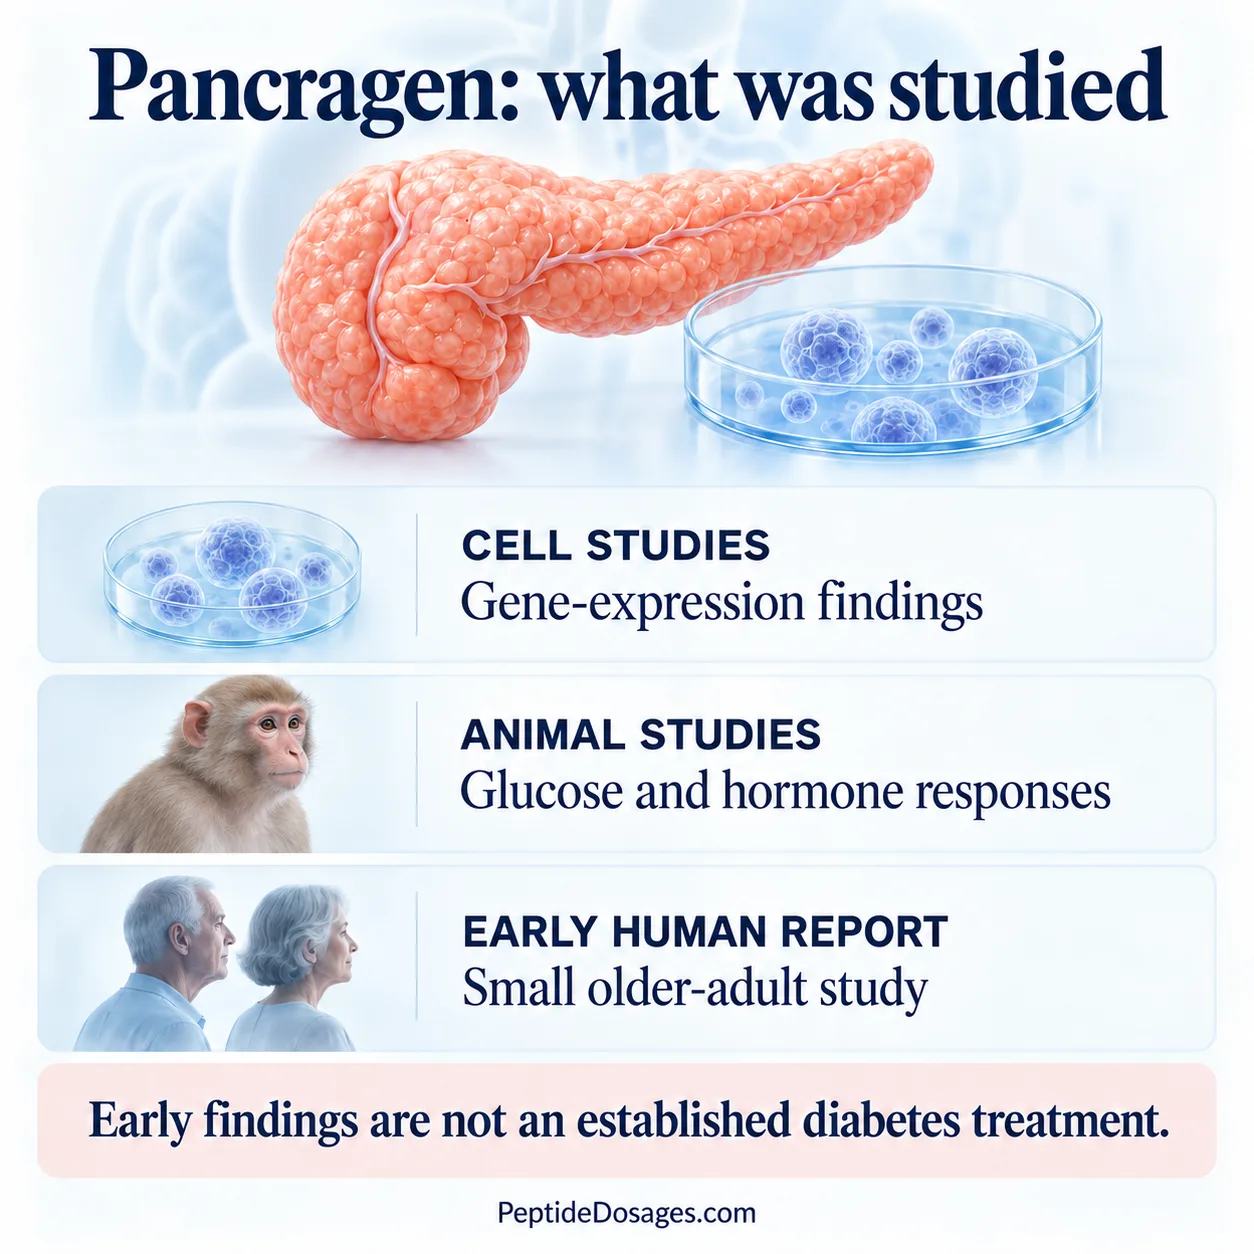 Pancragen: what was studied
CELL STUDIES
Gene-expression findings
ANIMAL STUDIES
Glucose and hormone responses
EARLY HUMAN REPORT
Small older-adult study
Early findings are not an established diabetes treatment.
PeptideDosages.com